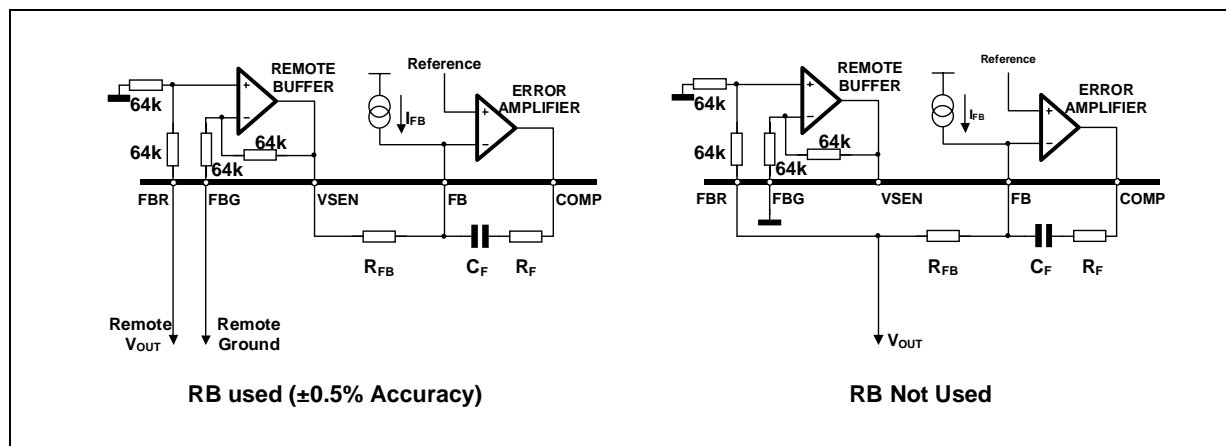 REMOTE
BUFFER
64k
64k
64k
64k
Reference
ERROR
AMPLIFIER
IFB
FBR
FBG
VSEN
FB
COMP
RFB
CF
RF
Remote
VOUT
Remote
Ground
RB used (±0.5% Accuracy)
REMOTE
BUFFER
64k
64k
64k
64k
Reference
ERROR
AMPLIFIER
IFB
FBR
FBG
VSEN
FB
COMP
RFB
CF
RF
VOUT
RB Not Used